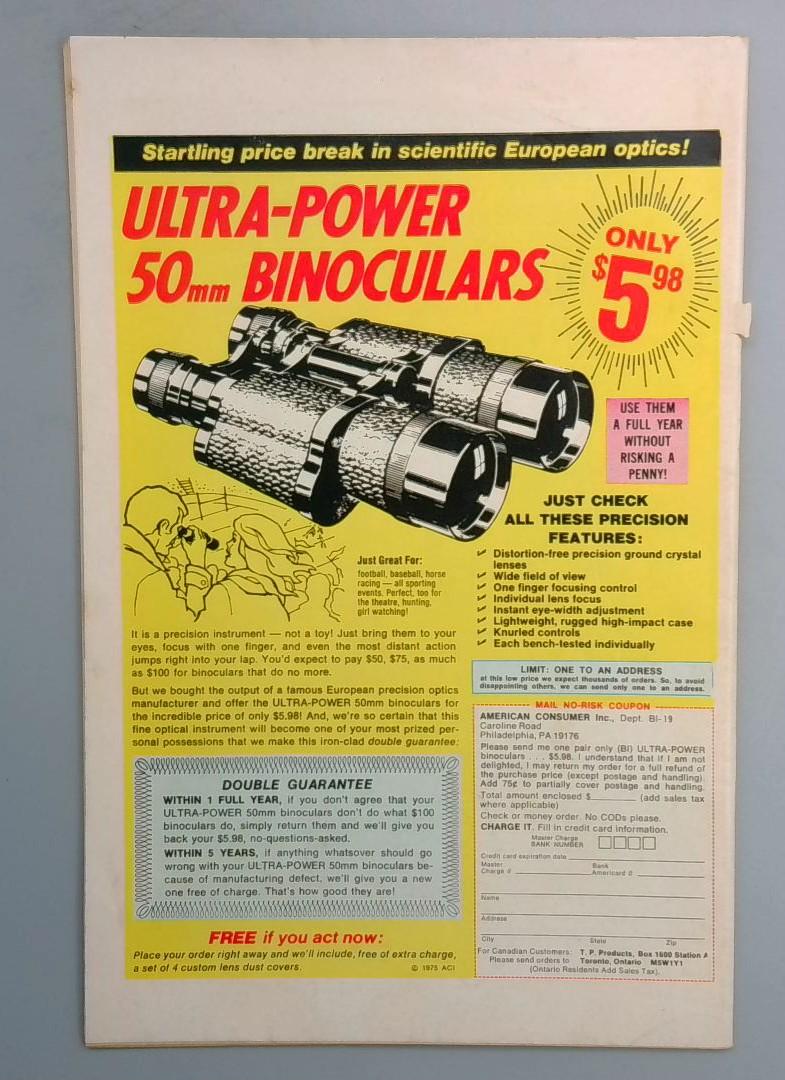 Startling price break in scientific European optics!
ULTRA-POWER
50mm BINOCULARS
ONLY
$5.98
USE THEM
A FULL YEAR
WITHOUT
RISKING A
PENNY!
JUST CHECK
ALL THESE PRECISION
FEATURES:
✓ Distortion-free precision ground crystal
lenses
✓ Wide field of view
✓ One finger focusing control
✓ Individual lens focus
✓ Instant eye-width adjustment
✓ Lightweight, rugged high-impact case
✓ Knurled controls
✓ Each bench-tested individually
Just Great For:
football, baseball, horse
racing — all sporting
events. Perfect, too for
the theatre, hunting,
girl watching!
It is a precision instrument — not a toy! Just bring them to your
eyes, focus with one finger, and even the most distant action
jumps right into your lap. You'd expect to pay $50, $75, as much
as $100 for binoculars that do no more.
But we bought the output of a famous European precision optics
manufacturer and offer the ULTRA-POWER 50mm binoculars for
the incredible price of only $5.98! And, we're so certain that this
fine optical instrument will become one of your most prized per-
sonal possessions that we make this iron-clad double guarantee:
DOUBLE GUARANTEE
WITHIN 1 FULL YEAR, if you don't agree that your
ULTRA-POWER 50mm binoculars don't do what $100
binoculars do, simply return them and we'll give you
back your $5.98, no-questions-asked.
WITHIN 5 YEARS, if anything whatsover should go
wrong with your ULTRA-POWER 50mm binoculars be-
cause of manufacturing defect, we'll give you a new
one free of charge. That's how good they are!
FREE if you act now:
Place your order right away and we'll include, free of extra charge,
a set of 4 custom lens dust covers.
© 1975 ACI
LIMIT: ONE TO AN ADDRESS
at this low price we expect thousands of orders. So, to avoid
disappointing others, we can send only one to an address.
MAIL NO-RISK COUPON
AMERICAN CONSUMER Inc., Dept. BI-19
Caroline Road
Philadelphia, PA 19176
Please send me one pair only (BI) ULTRA-POWER
binoculars . . . $5.98. I understand that if I am not
delighted, I may return my order for a full refund of
the purchase price (except postage and handling).
Add 75¢ to partially cover postage and handling.
Total amount enclosed $________ (add sales tax
where applicable)
Check or money order. No CODs please.
CHARGE IT. Fill in credit card information.
Master Charge
BANK NUMBER
Credit card expiration date
Master Charge #
Bank Americard #
Name
Address
City State Zip
For Canadian Customers: T. P. Products, Box 1600 Station A
Please send orders to Toronto, Ontario M5W1Y1
(Ontario Residents Add Sales Tax).